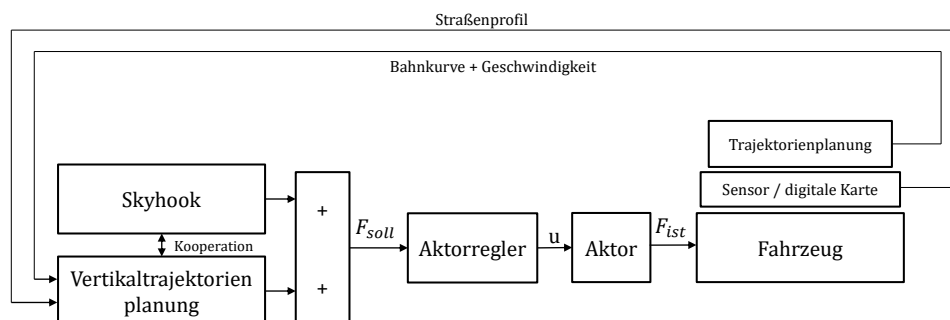 Straßenprofil
Bahnkurve + Geschwindigkeit
Trajektorienplanung
Sensor / digitale Karte
Skyhook
+
F_soll
Aktorregler
u
Aktor
F_ist
Fahrzeug
Kooperation
Vertikaltrajektorien
planung
+